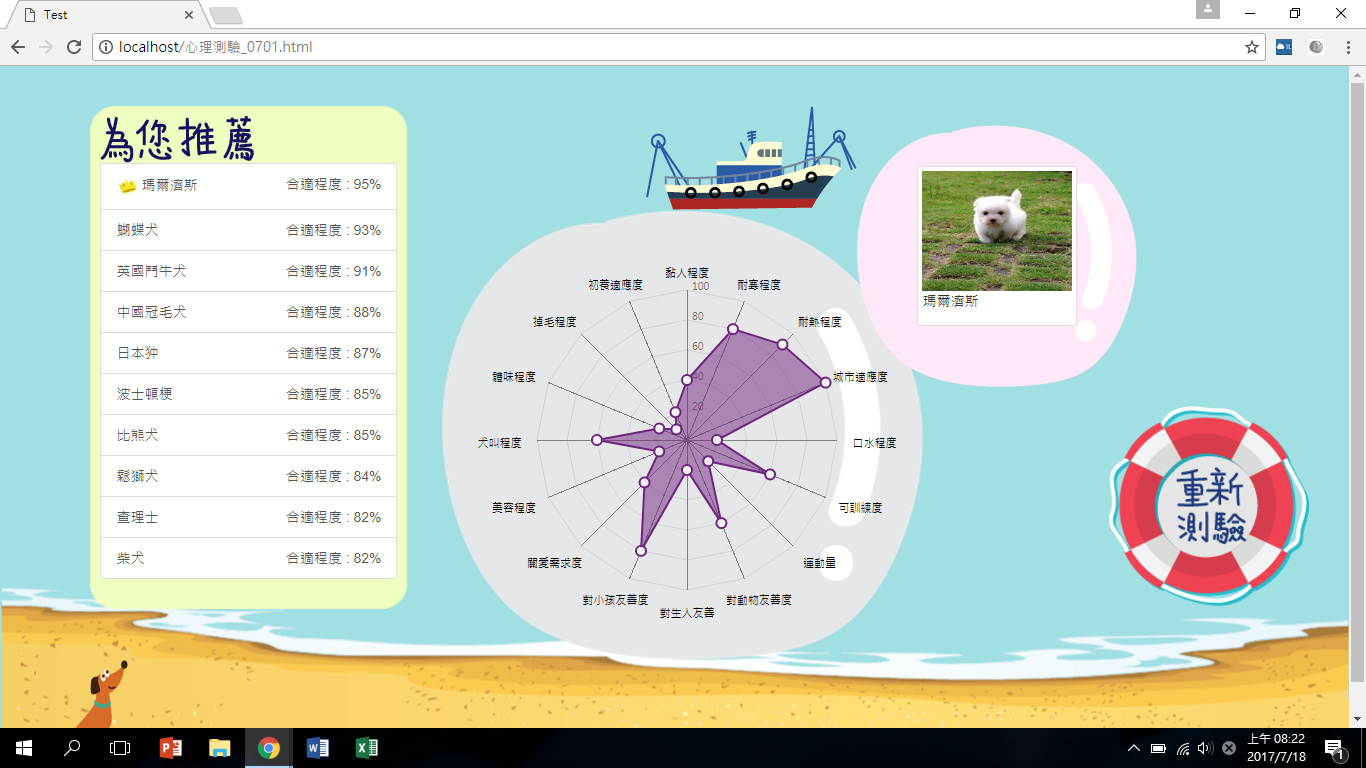 Test
localhost/心理測驗_0701.html
為您推薦
瑪爾濟斯 合適程度 : 95%
蝴蝶犬 合適程度 : 93%
英國鬥牛犬 合適程度 : 91%
中國冠毛犬 合適程度 : 88%
日本狆 合適程度 : 87%
波士頓梗 合適程度 : 85%
比熊犬 合適程度 : 85%
鬆獅犬 合適程度 : 84%
查理士 合適程度 : 82%
柴犬 合適程度 : 82%
黏人程度
耐寒程度
耐熱程度
城市適應度
口水程度
可訓練度
運動量
對動物友善度
對生人友善
對小孩友善度
關愛需求度
美容程度
犬叫程度
體味程度
掉毛程度
初養適應度
100
80
60
40
20
瑪爾濟斯
重新
測驗
上午 08:22
2017/7/18
1